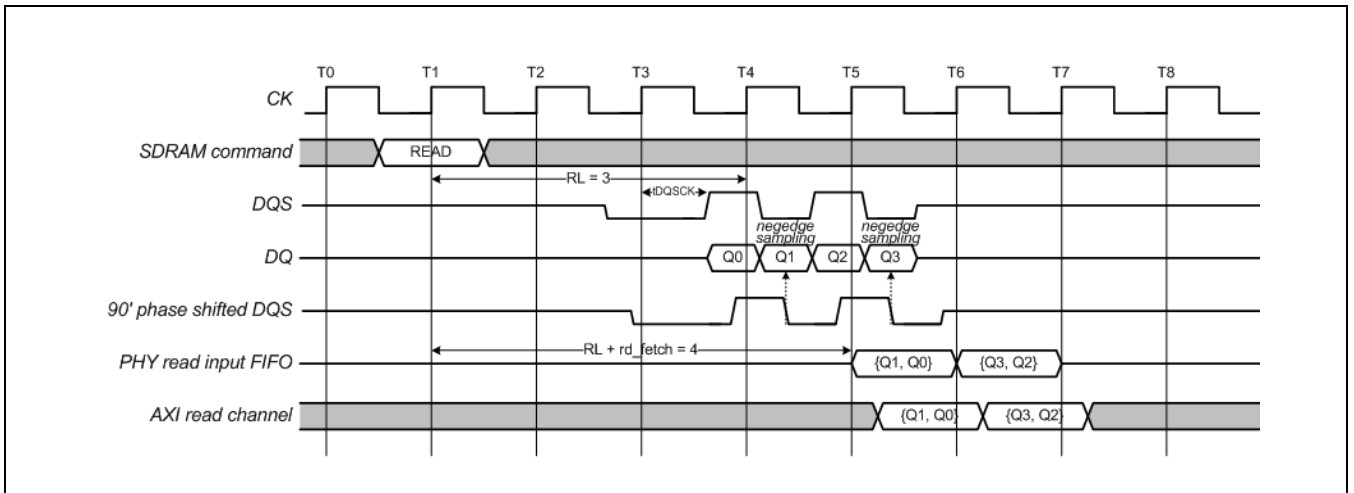 T0 T1 T2 T3 T4 T5 T6 T7 T8
CK
SDRAM command READ
RL = 3
tDQSCK
DQS
negedge sampling negedge sampling
DQ Q0 Q1 Q2 Q3
90' phase shifted DQS
RL + rd_fetch = 4
PHY read input FIFO {Q1, Q0} {Q3, Q2}
AXI read channel {Q1, Q0} {Q3, Q2}